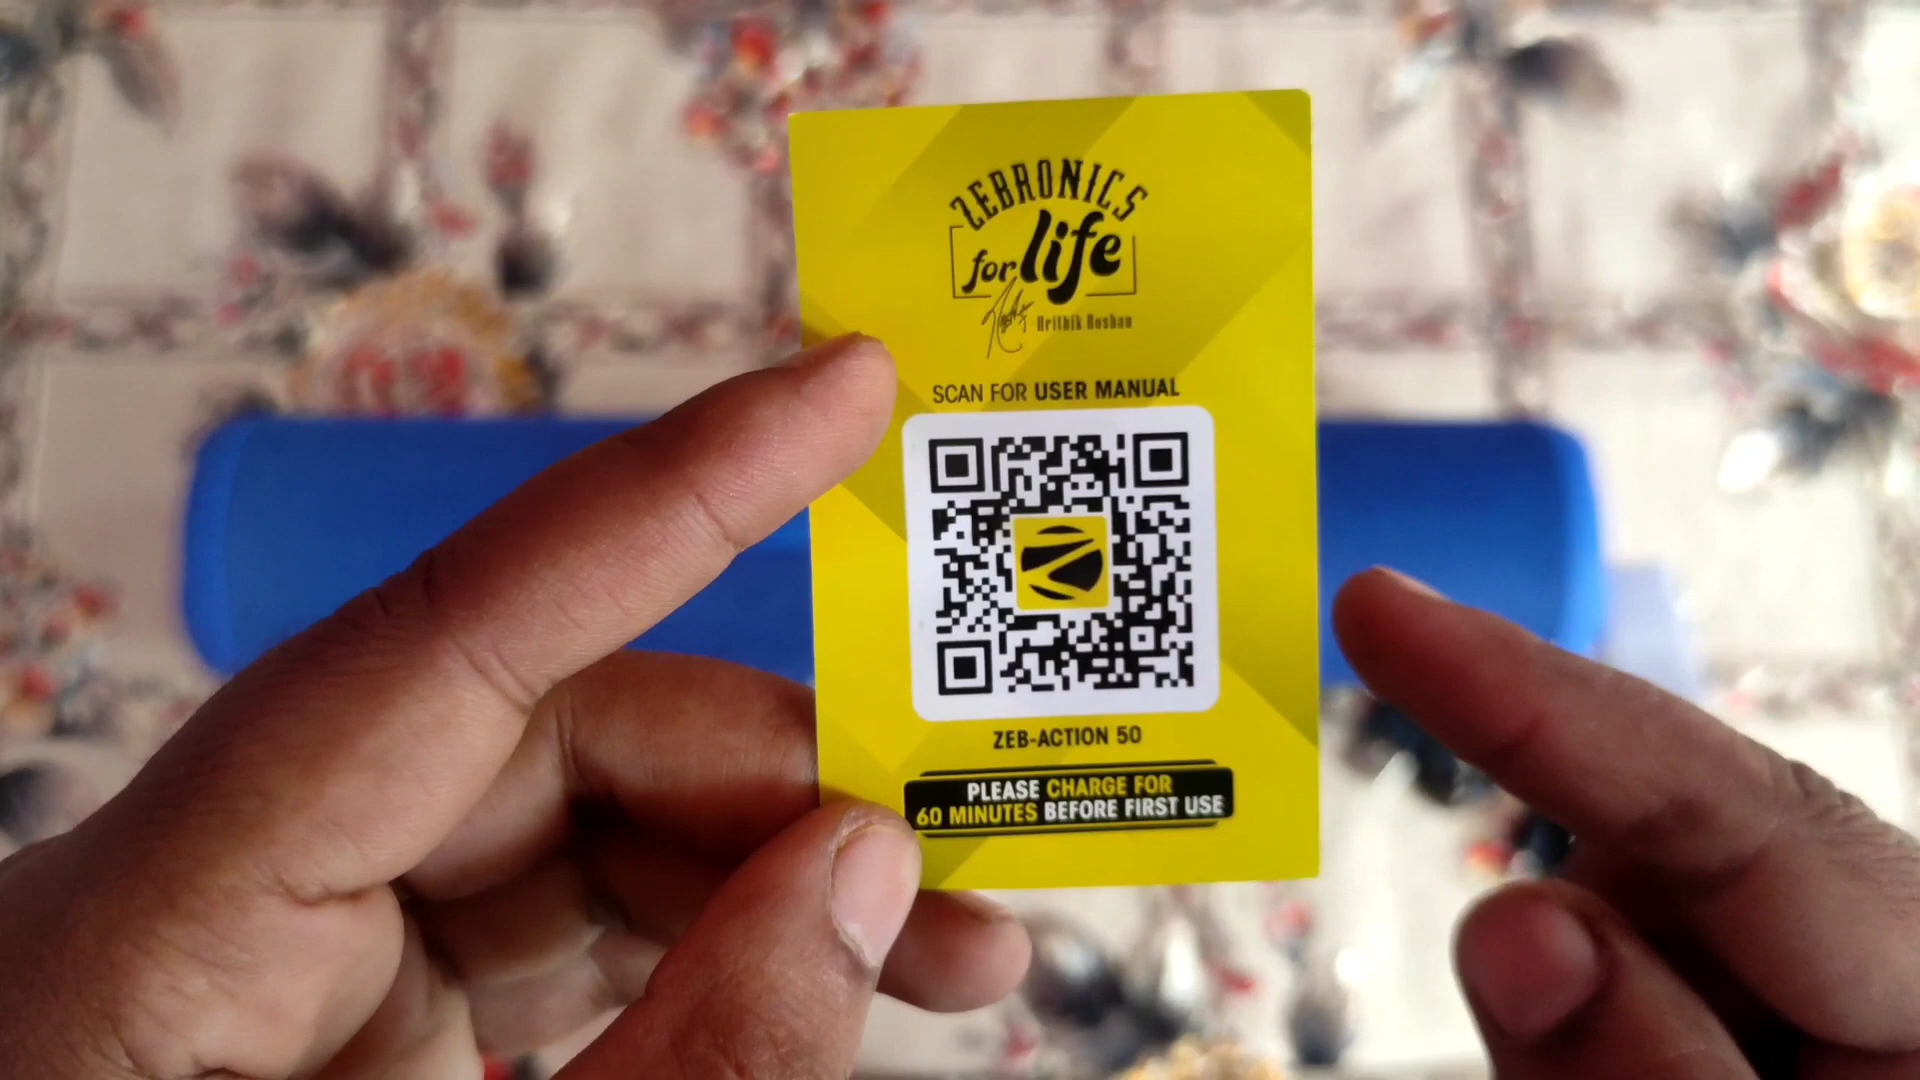 ZEBRONICS
for life
Hrithik Roshan
SCAN FOR USER MANUAL
ZEB-ACTION 50
PLEASE CHARGE FOR
60 MINUTES BEFORE FIRST USE